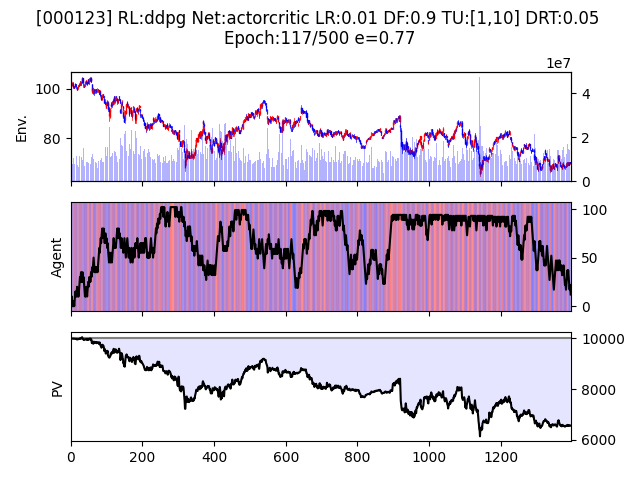 [000123] RL:ddpg Net:actorcritic LR:0.01 DF:0.9 TU:[1,10] DRT:0.05
Epoch:117/500 e=0.77
1e7
Env.
100
80
4
2
0
Agent
100
50
0
PV
10000
8000
6000
0 200 400 600 800 1000 1200